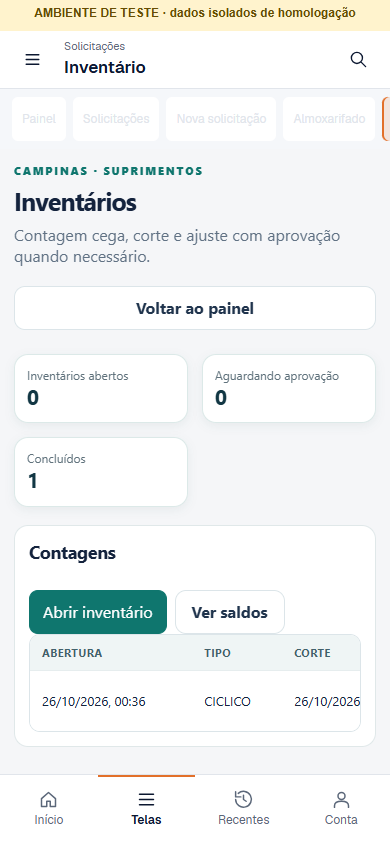 AMBIENTE DE TESTE · dados isolados de homologação
Solicitações
Inventário
Painel Solicitações Nova solicitação Almoxarifado
CAMPINAS · SUPRIMENTOS
Inventários
Contagem cega, corte e ajuste com aprovação
quando necessário.
Voltar ao painel
Inventários abertos
0
Aguardando aprovação
0
Concluídos
1
Contagens
Abrir inventário Ver saldos
ABERTURA TIPO CORTE
26/10/2026, 00:36 CICLICO 26/10/2026
Início Telas Recentes Conta